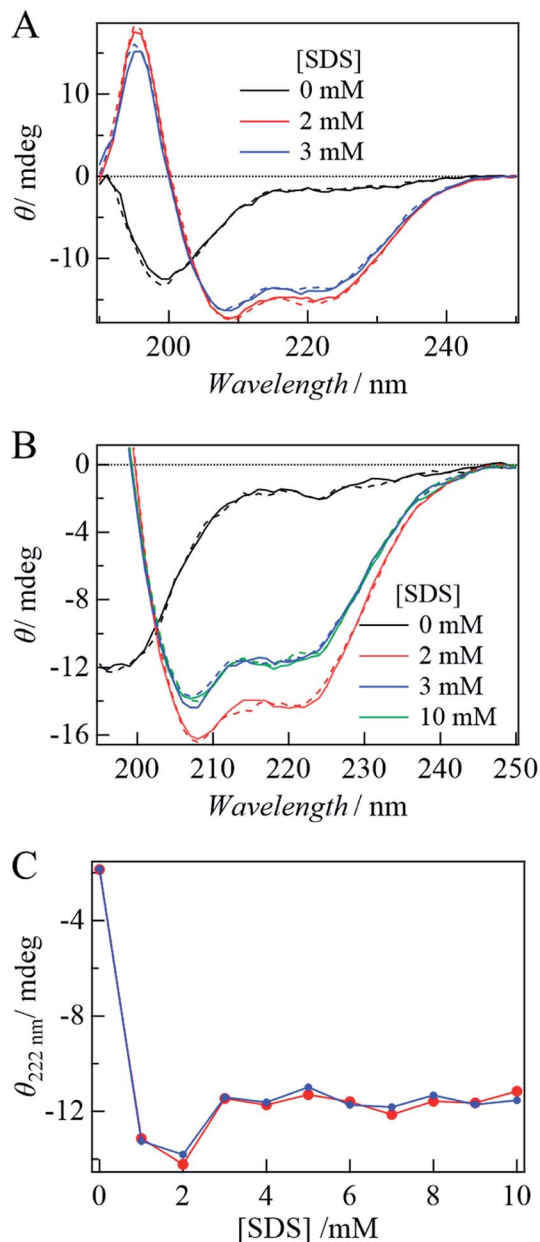 A
[SDS]
0 mM
2 mM
3 mM
10
0
-10
θ/ mdeg
200
220
240
Wavelength / nm
B
0
-4
-8
-12
-16
θ/ mdeg
[SDS]
0 mM
2 mM
3 mM
10 mM
200
210
220
230
240
250
Wavelength / nm
C
-4
-8
-12
θ222 nm/ mdeg
0
2
4
6
8
10
[SDS] /mM